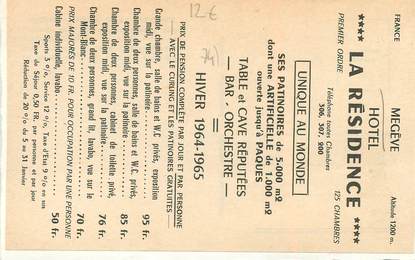 FRANCE
MEGÈVE
Altitude 1200 m.
HOTEL
**** LA RÉSIDENCE ****
PREMIER ORDRE
125 CHAMBRES
Téléphone toutes Chambres
306, 307, 290
UNIQUE AU MONDE
SES PATINOIRES de 5.000 m2
dont une ARTIFICIELLE de 1.000 m2
ouverte jusqu'à PAQUES
TABLE et CAVE RÉPUTÉES
BAR - ORCHESTRE
HIVER 1964-1965
PRIX DE PENSION COMPLÈTE PAR JOUR ET PAR PERSONNE
AVEC LE CURLING ET LES PATINOIRES GRATUITES
Grande chambre, salle de bains et W.C. privés, exposition
midi, vue sur la patinoire 95 fr.
Chambre de deux personnes, salle de bains et W.C. privés,
exposition midi, vue sur la patinoire 85 fr.
Chambre de deux personnes, cabinet de toilette privé,
exposition midi, vue sur la patinoire 76 fr.
Chambre de deux personnes, grand lit, lavabo, vue sur le
Mont-Blanc 70 fr.
PRIX MAJORÉS DE 10 FR. POUR OCCUPATION PAR UNE PERSONNE
Cabine individuelle, lavabo 50 fr.
Sports 3 %, Service 12 %, Taxe d'Etat 9 % en sus
Taxe de Séjour 0,50 FR. par personne et par jour
Réduction de 20 % du 5 au 31 Janvier
12€
74)